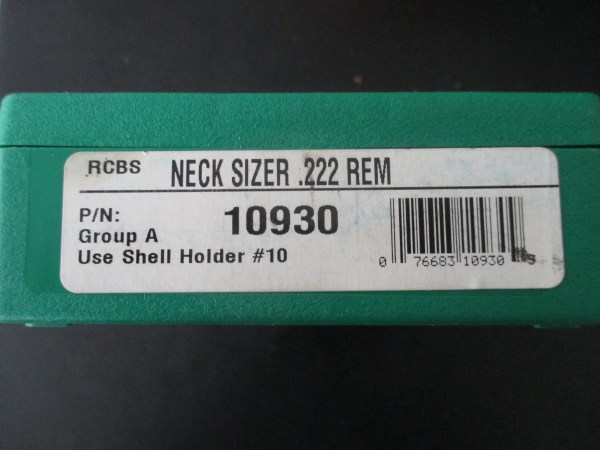 RCBS NECK SIZER .222 REM
P/N: 10930
Group A
Use Shell Holder #10
0 76683 10930